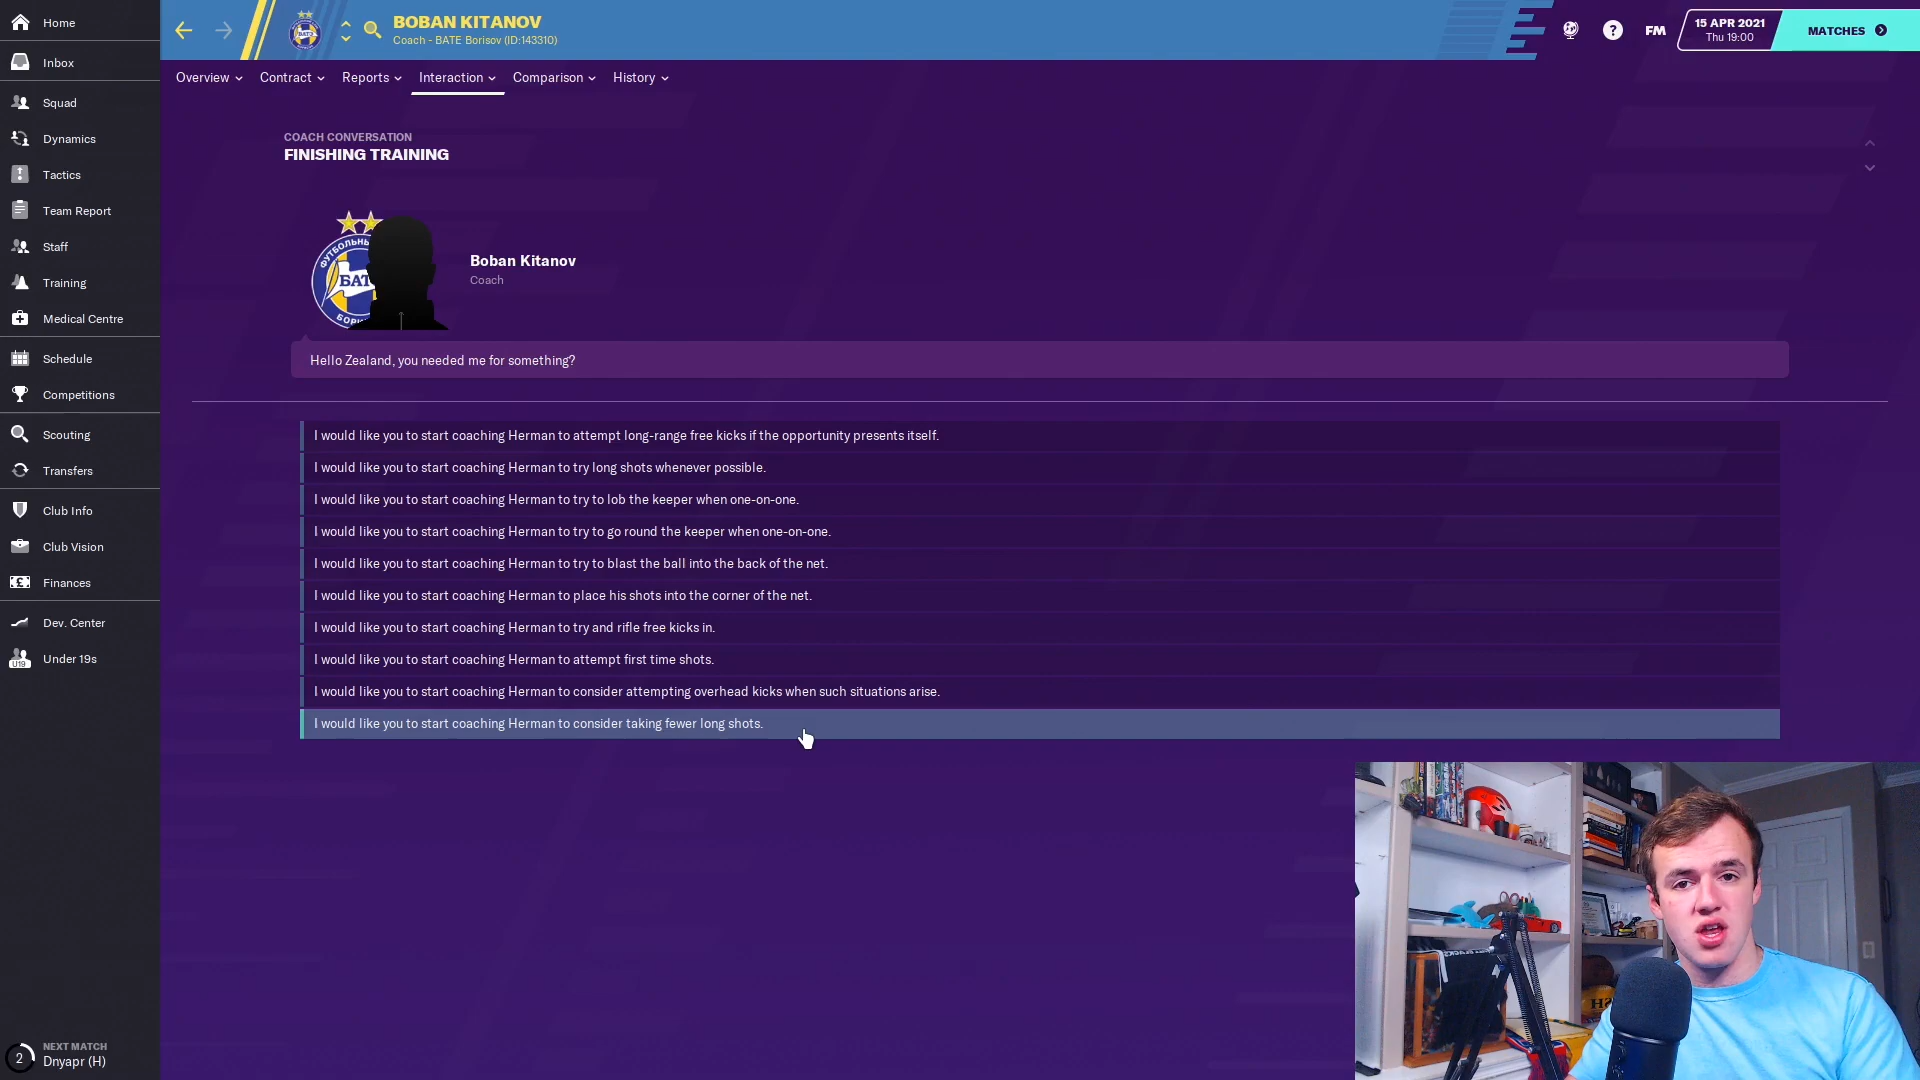 Home
Inbox
Squad
Dynamics
Tactics
Team Report
Staff
Training
Medical Centre
Schedule
Competitions
Scouting
Transfers
Club Info
Club Vision
Finances
Dev. Center
U19
Under 19s
2
NEXT MATCH
Dnyapr (H)
БАТЭ
BOBAN KITANOV
Coach - BATE Borisov (ID:143310)
?
FM
15 APR 2021
Thu 19:00
MATCHES
Overview
Contract
Reports
Interaction
Comparison
History
COACH CONVERSATION
FINISHING TRAINING
Boban Kitanov
Coach
Hello Zealand, you needed me for something?
I would like you to start coaching Herman to attempt long-range free kicks if the opportunity presents itself.
I would like you to start coaching Herman to try long shots whenever possible.
I would like you to start coaching Herman to try to lob the keeper when one-on-one.
I would like you to start coaching Herman to try to go round the keeper when one-on-one.
I would like you to start coaching Herman to try to blast the ball into the back of the net.
I would like you to start coaching Herman to place his shots into the corner of the net.
I would like you to start coaching Herman to try and rifle free kicks in.
I would like you to start coaching Herman to attempt first time shots.
I would like you to start coaching Herman to consider attempting overhead kicks when such situations arise.
I would like you to start coaching Herman to consider taking fewer long shots.